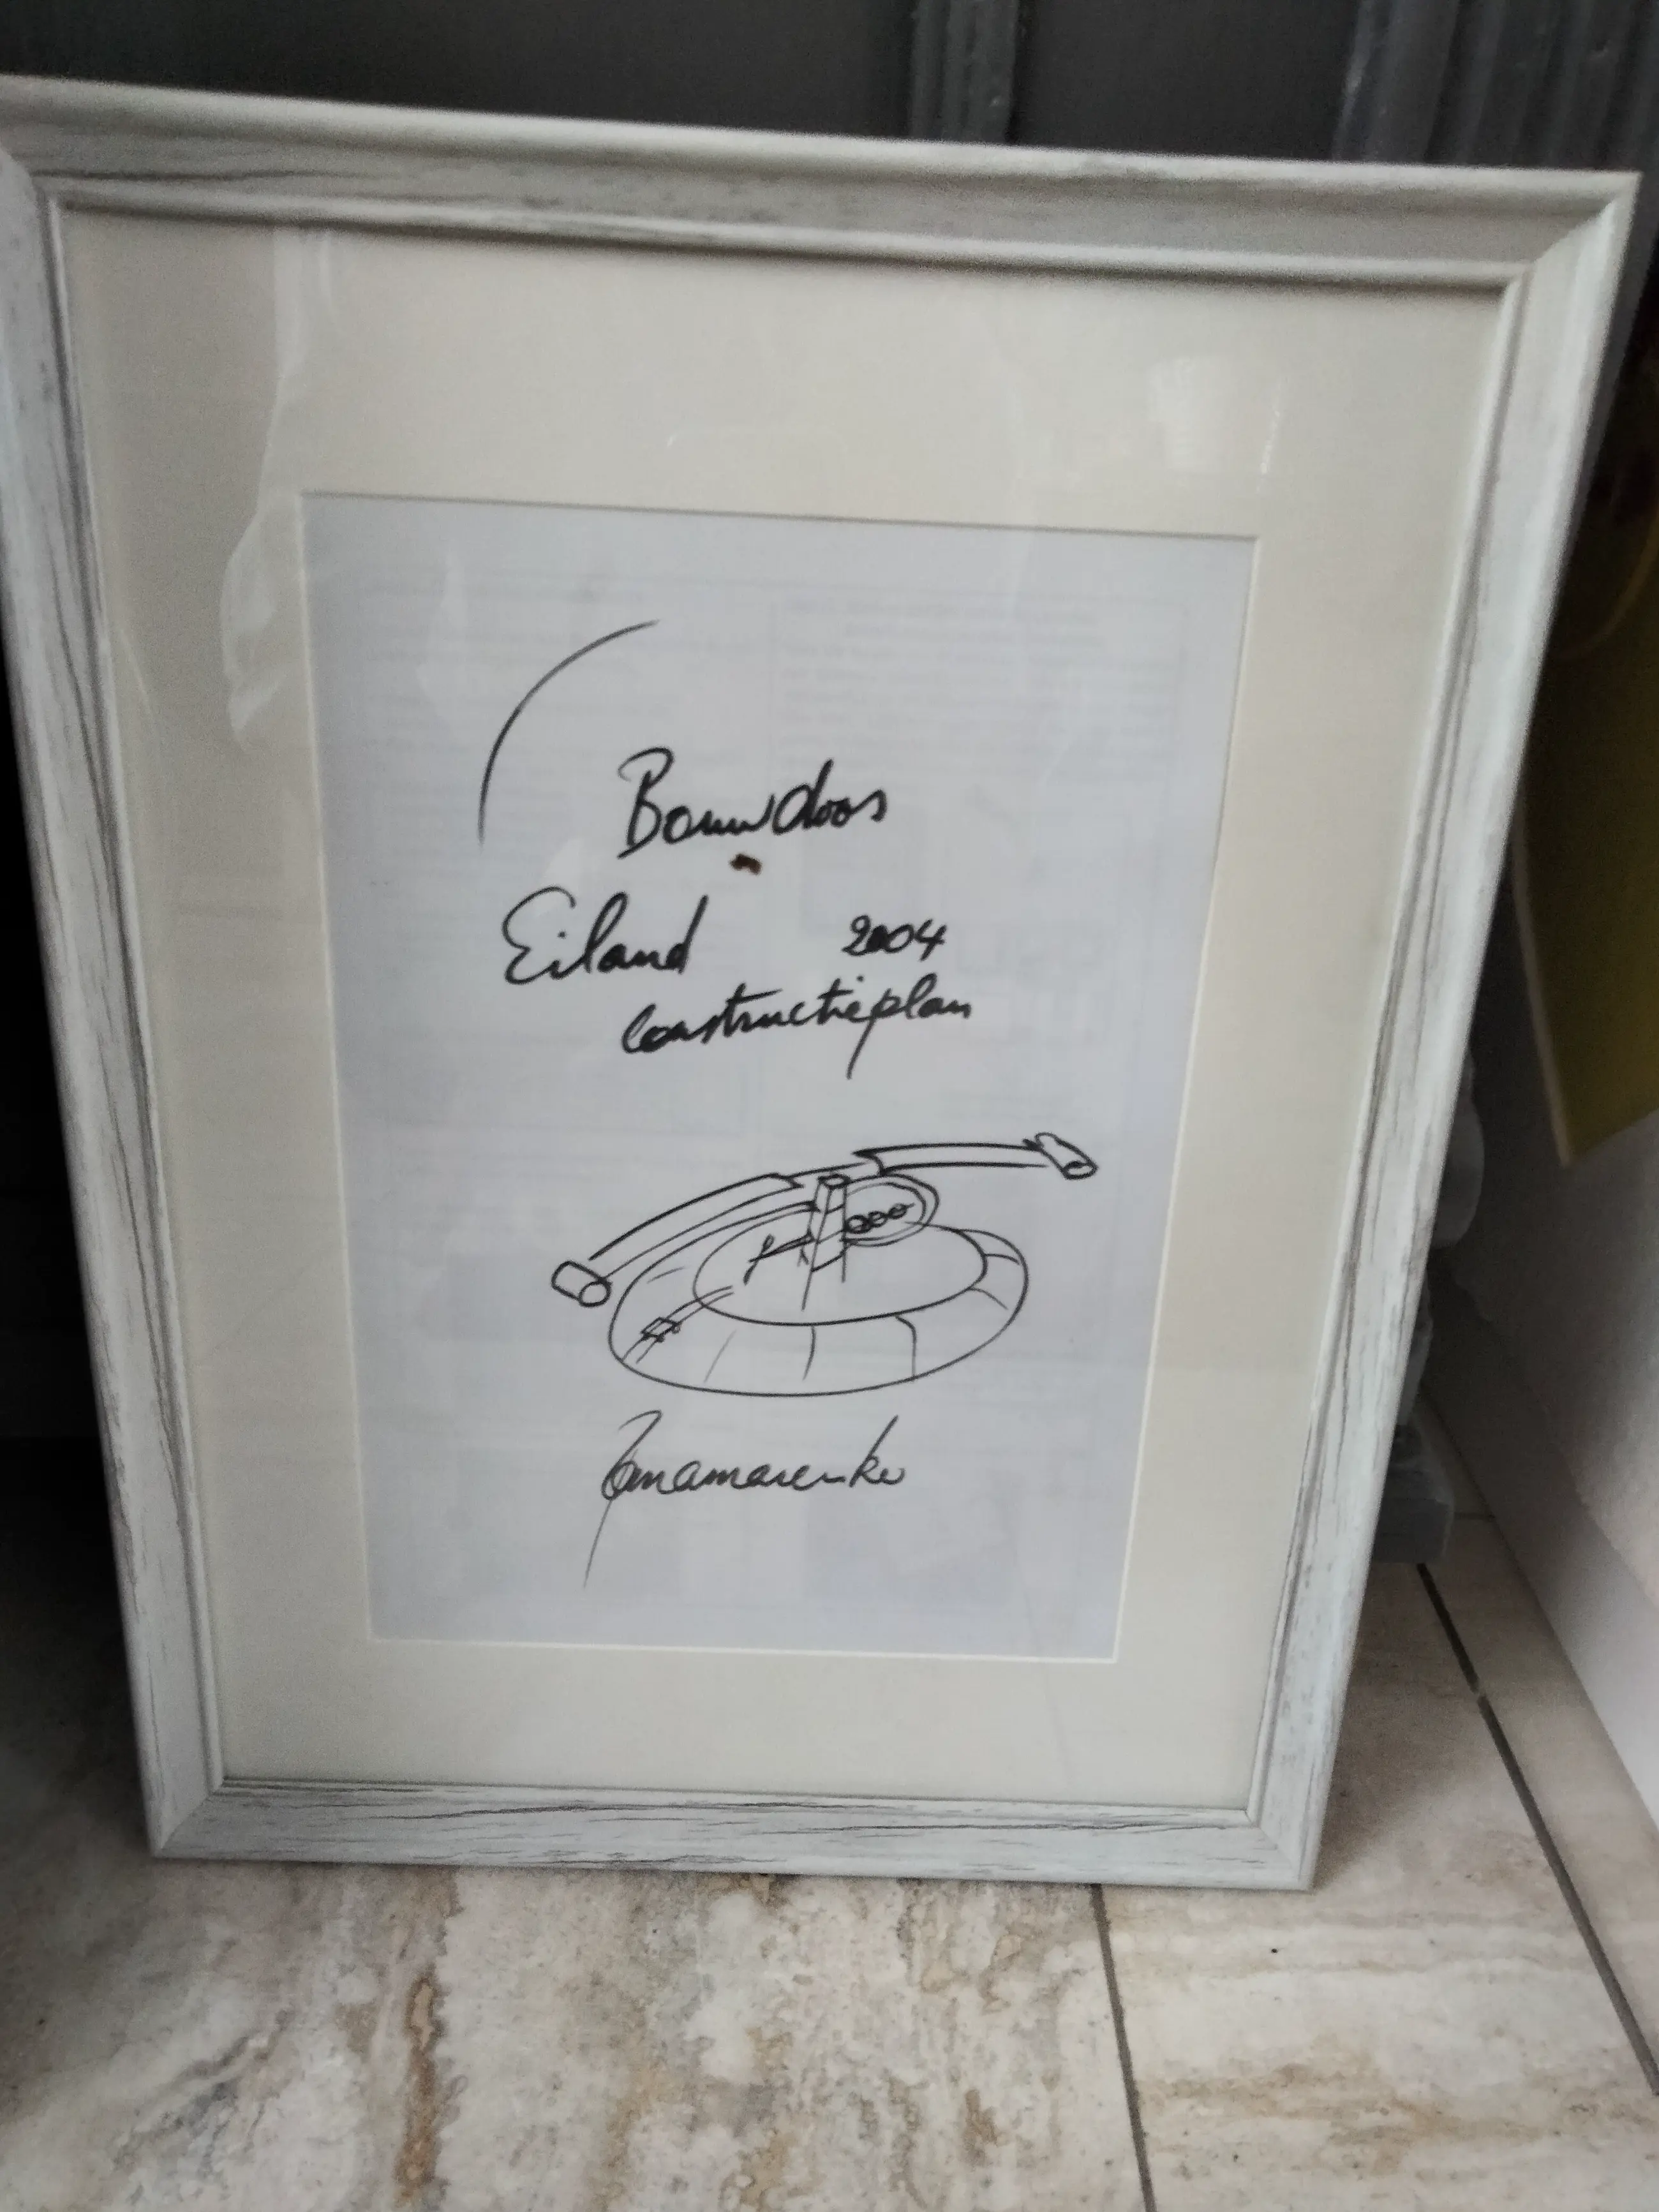 Bouwdoos
Eiland 2004
Constructieplan
Panamarenko